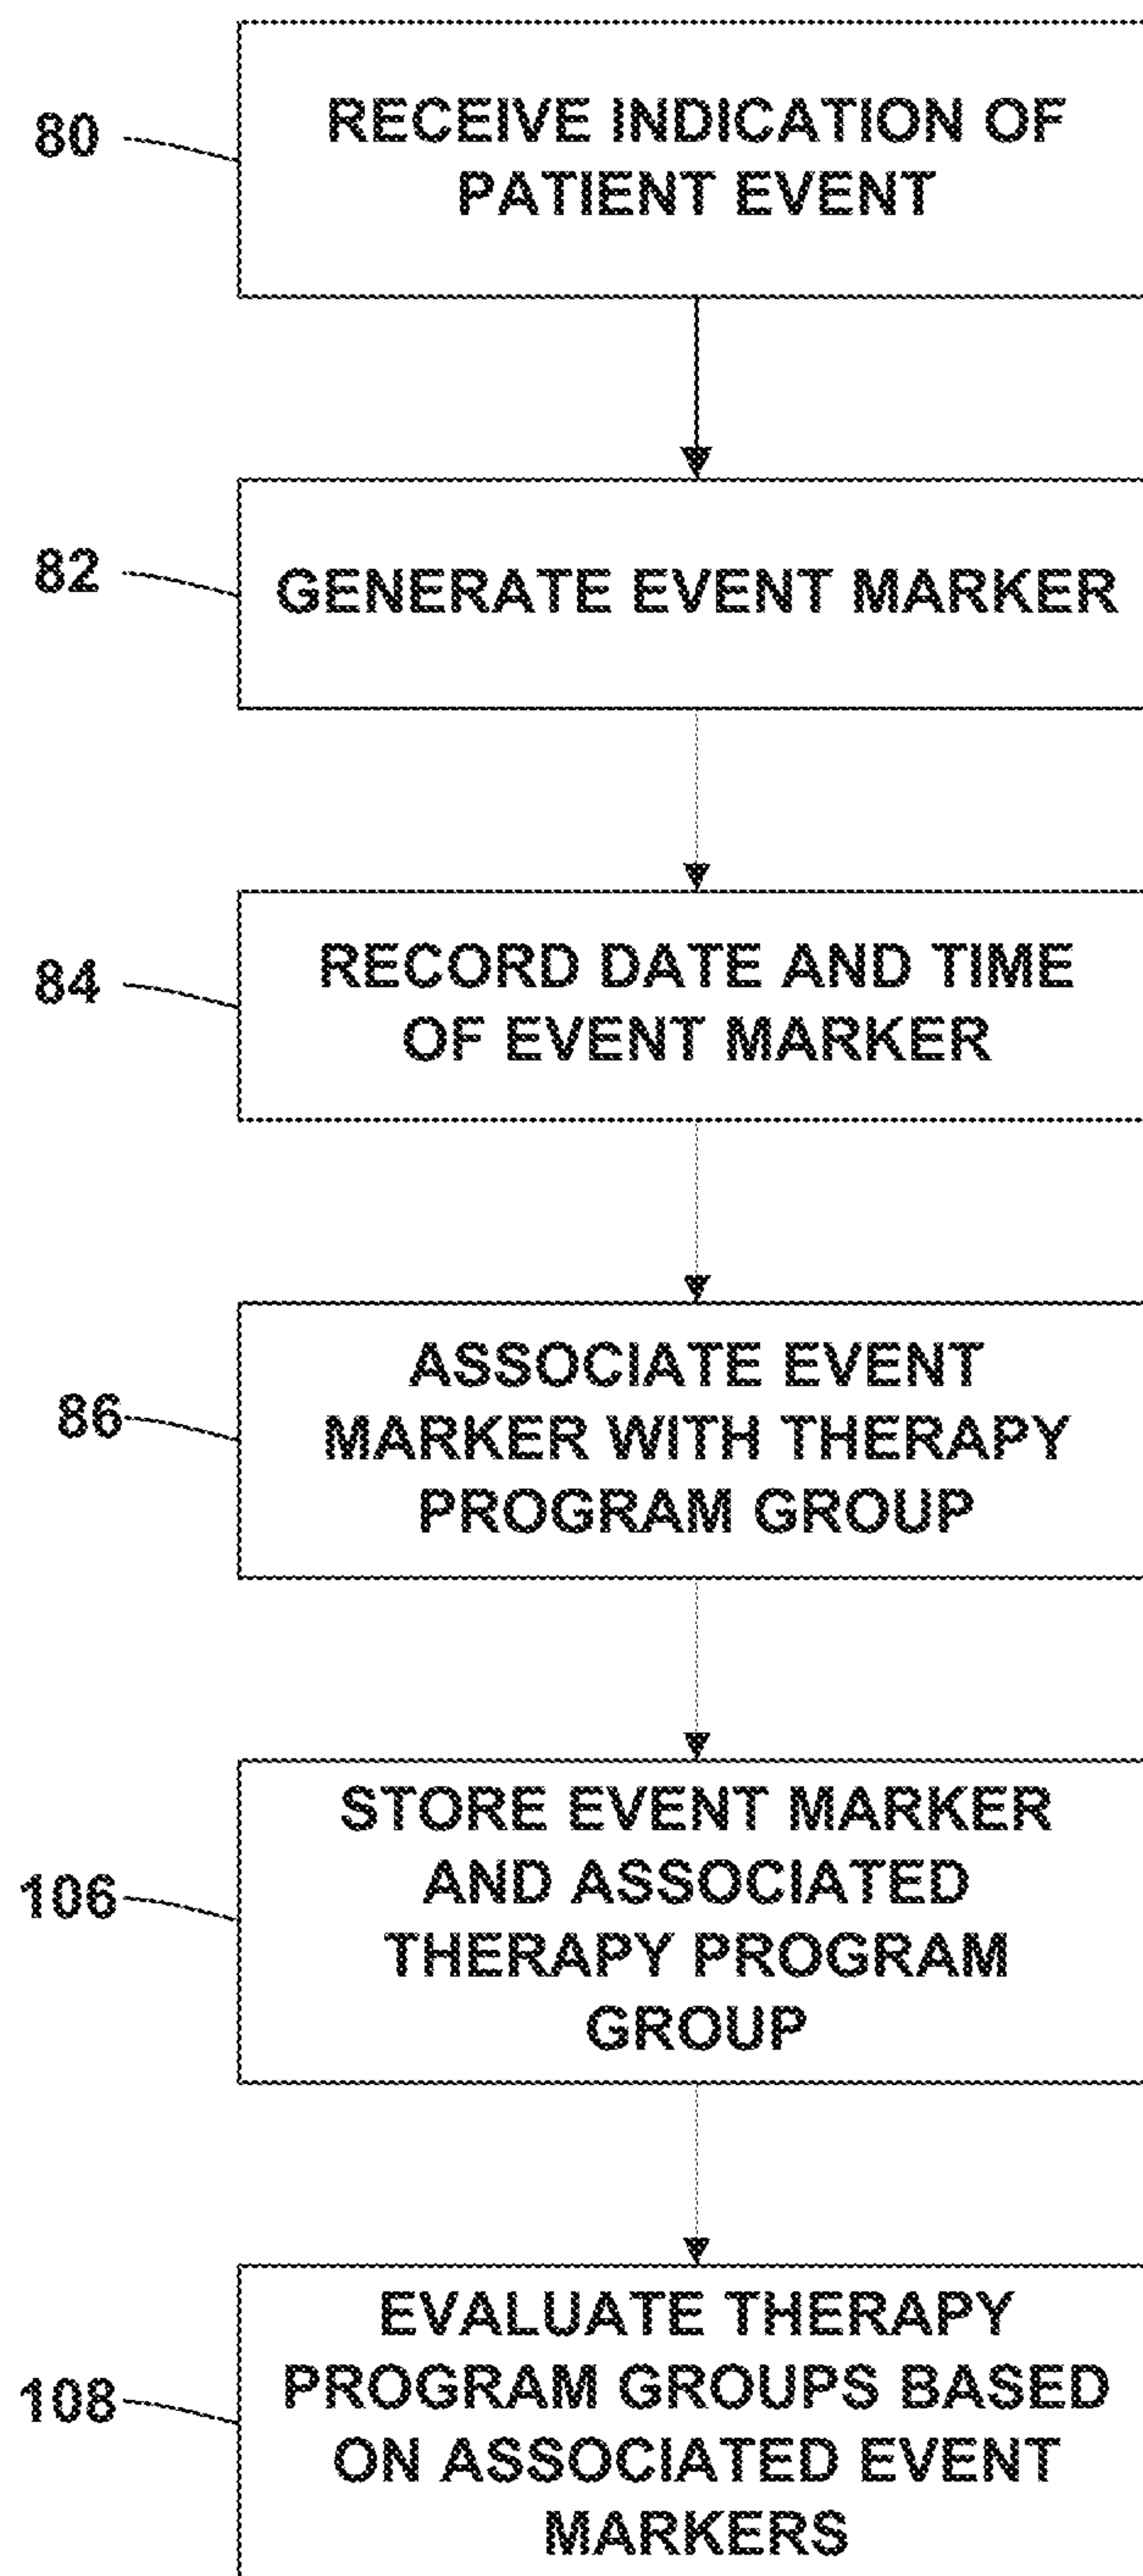 80
RECEIVE INDICATION OF
PATIENT EVENT
82
GENERATE EVENT MARKER
84
RECORD DATE AND TIME
OF EVENT MARKER
86
ASSOCIATE EVENT
MARKER WITH THERAPY
PROGRAM GROUP
106
STORE EVENT MARKER
AND ASSOCIATED
THERAPY PROGRAM
GROUP
108
EVALUATE THERAPY
PROGRAM GROUPS BASED
ON ASSOCIATED EVENT
MARKERS